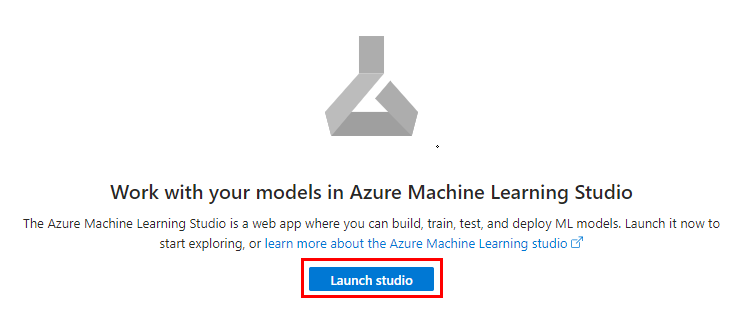 Work with your models in Azure Machine Learning Studio
The Azure Machine Learning Studio is a web app where you can build, train, test, and deploy ML models. Launch it now to
start exploring, or learn more about the Azure Machine Learning studio
Launch studio